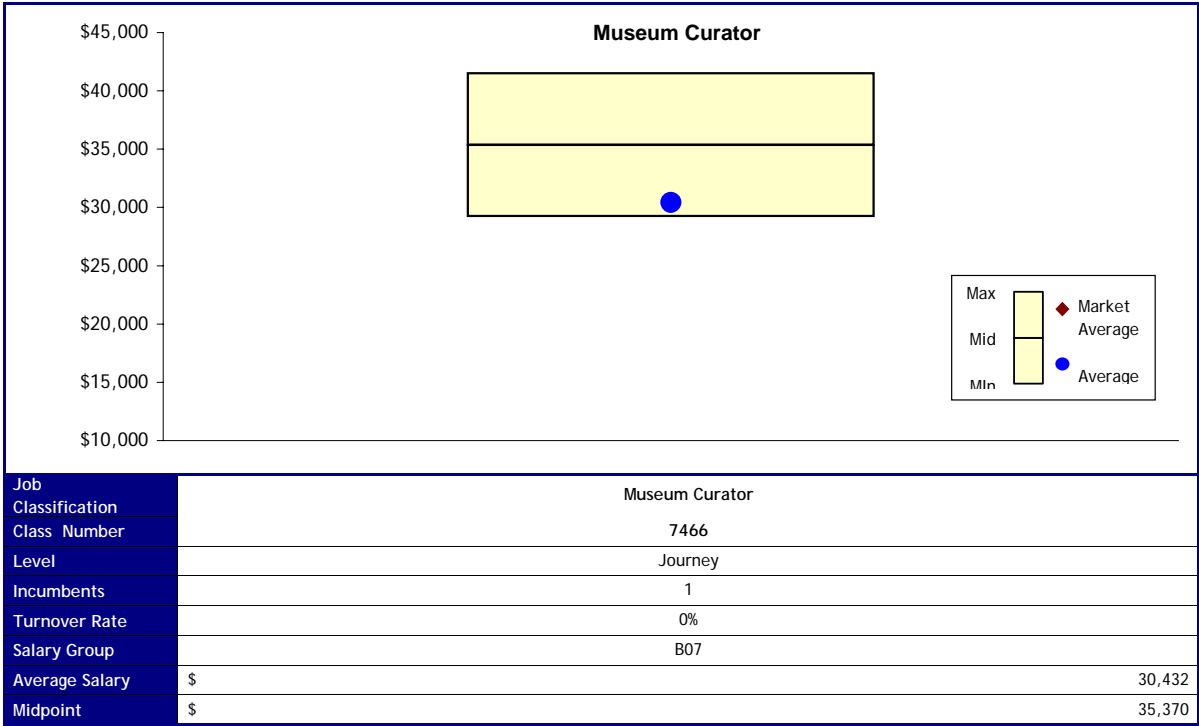 Museum Curator
$45,000
$40,000
$35,000
$30,000
$25,000
$20,000
$15,000
$10,000
Max
Mid
MIn
Market
Average
Average
Job
Classification
Museum Curator
Class Number
7466
Level
Journey
Incumbents
1
Turnover Rate
0%
Salary Group
B07
Average Salary
$ 30,432
Midpoint
$ 35,370